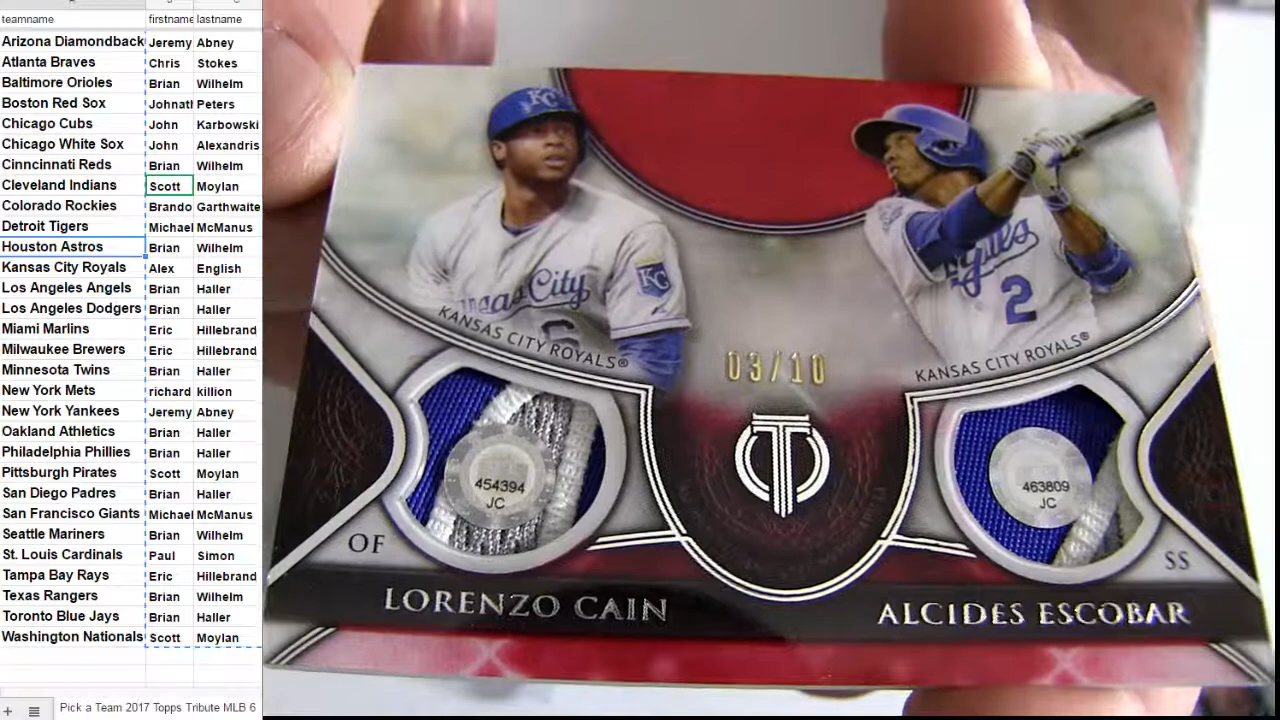 teamname firstname lastname
Arizona Diamondback Jeremy Abney
Atlanta Braves Chris Stokes
Baltimore Orioles Brian Wilhelm
Boston Red Sox Johnat Peters
Chicago Cubs John Karbowski
Chicago White Sox John Alexandris
Cinncincati Reds Brian Wilhelm
Cleveland Indians Scott Moylan
Colorado Rockies Brando Garthwaite
Detroit Tigers Michael McManus
Houston Astros Brian Wilhelm
Kansas City Royals Alex English
Los Angeles Angels Brian Haller
Los Angeles Dodgers Brian Haller
Miami Marlins Eric Hillebrand
Milwaukee Brewers Eric Hillebrand
Minnesota Twins Brian Haller
New York Mets richard killion
New York Yankees Jeremy Abney
Oakland Athletics Brian Haller
Philadelphia Phillies Brian Haller
Pittsburgh Pirates Scott Moylan
San Diego Padres Brian Haller
San Francisco Giants Michael McManus
Seattle Mariners Brian Wilhelm
St. Louis Cardinals Paul Simon
Tampa Bay Rays Eric Hillebrand
Texas Rangers Brian Wilhelm
Toronto Blue Jays Brian Haller
Washington Nationals Scott Moylan
Pick a Team 2017 Topps Tribute MLB 6
KC
KC
City
2
KANSAS CITY ROYALS®
KANSAS CITY ROYALS®
03/10
T
454394
JC
463809
JC
OF
SS
LORENZO CAIN
ALCIDES ESCOBAR